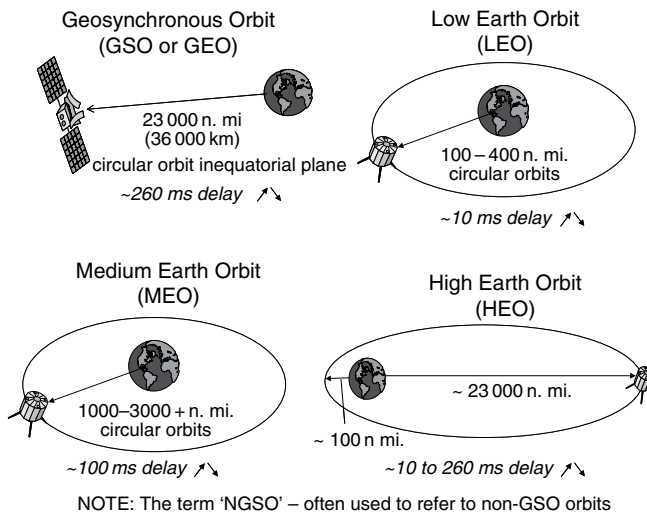 Geosynchronous Orbit
(GSO or GEO)
23 000 n. mi
(36 000 km)
circular orbit inequatorial plane
~260 ms delay
Low Earth Orbit
(LEO)
100 – 400 n. mi.
circular orbits
~10 ms delay
Medium Earth Orbit
(MEO)
1000–3000 + n. mi.
circular orbits
~100 ms delay
High Earth Orbit
(HEO)
~ 23 000 n. mi.
~ 100 n mi.
~10 to 260 ms delay
NOTE: The term ‘NGSO’ – often used to refer to non-GSO orbits